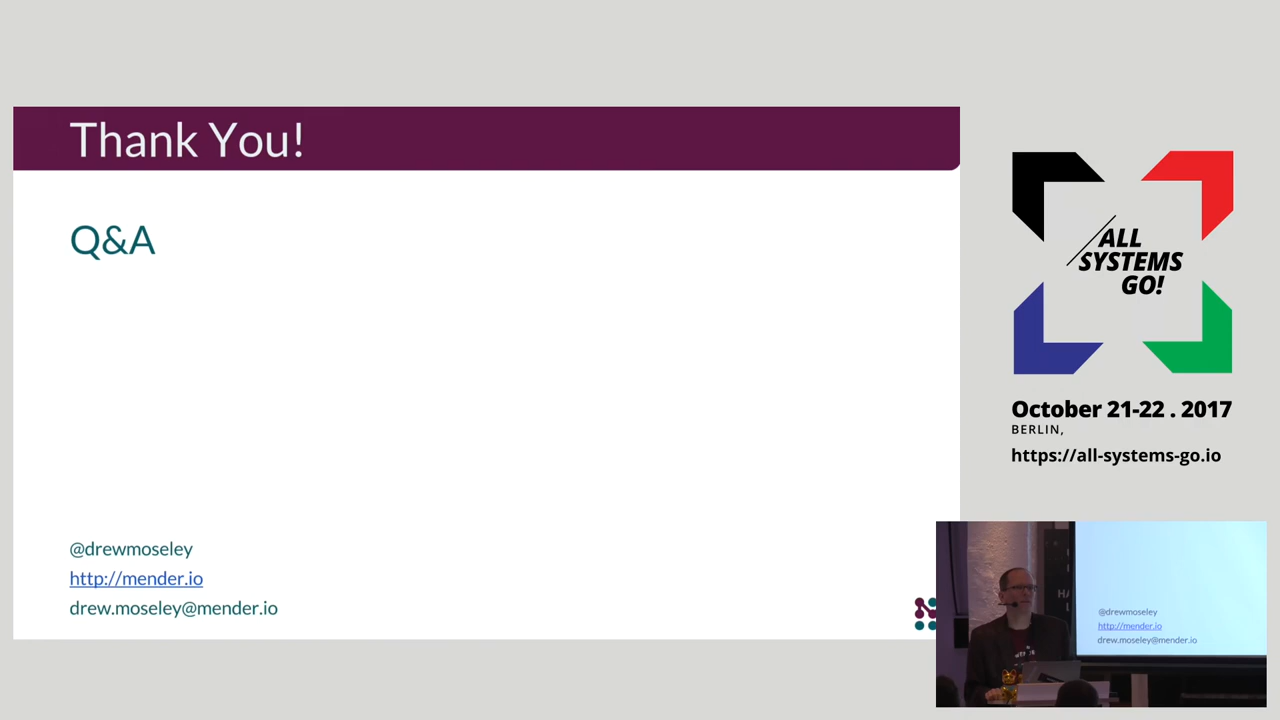 Thank You!
Q&A
@drewmoseley
http://mender.io
drew.moseley@mender.io
ALL
SYSTEMS
GO!
October 21-22 . 2017
BERLIN,
https://all-systems-go.io
@drewmoseley
http://mender.io
drew.moseley@mender.io